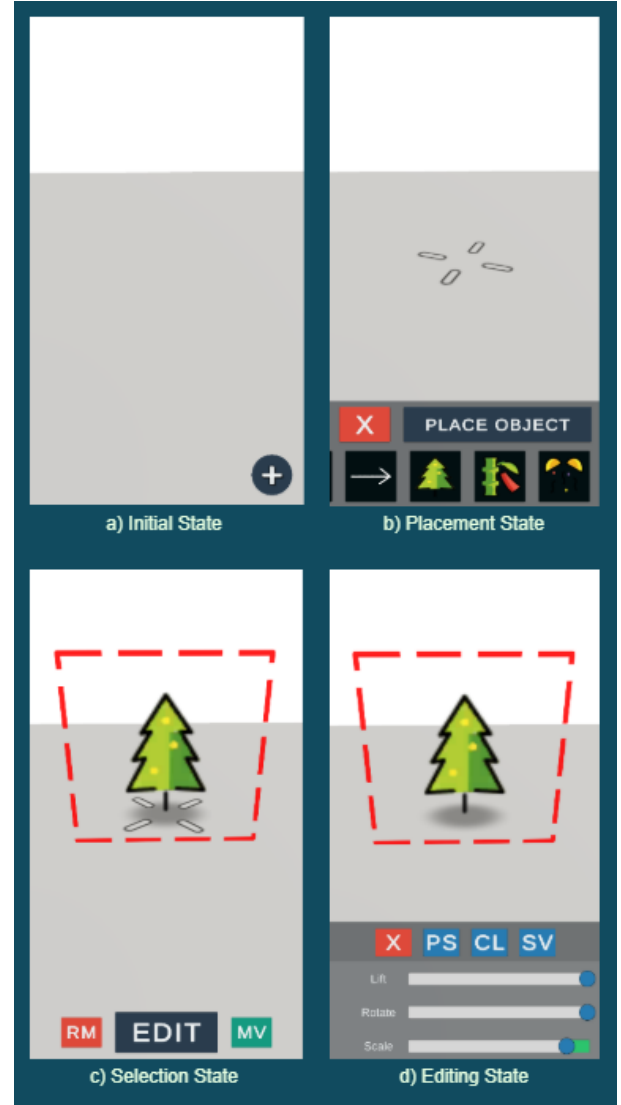 +
X PLACE OBJECT
a) Initial State
b) Placement State
RM EDIT MV
X PS CL SV
Lift
Rotate
Scale
c) Selection State
d) Editing State